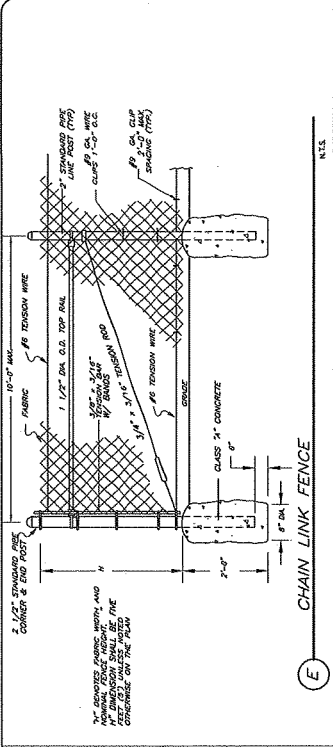 2 1/2" STANDARD PIPE
CORNER & END POST
10'-0" MAX.
FABRIC
#6 TENSION WIRE
2" STANDARD PIPE
LINE POST (TYP)
#9 GA. WIRE
CLIPS 1'-0" O.C.
#9 GA. CLIP
2'-0" MAX.
SPACING (TYP.)
1 1/2" DIA. O.D. TOP RAIL
3/8" x 3/16"
TENSION BAR
W/ BANDS
3/4" x 3/16" TENSION ROD
#6 TENSION WIRE
GRADE
CLASS "A" CONCRETE
H
2'-0"
6"
8" DIA.
"H" DENOTES FABRIC WIDTH AND
NOMINAL FENCE HEIGHT. "
H" DIMENSION SHALL BE FIVE
FEET (5') UNLESS NOTED
OTHERWISE ON THE PLAN
E
CHAIN LINK FENCE
N.T.S.